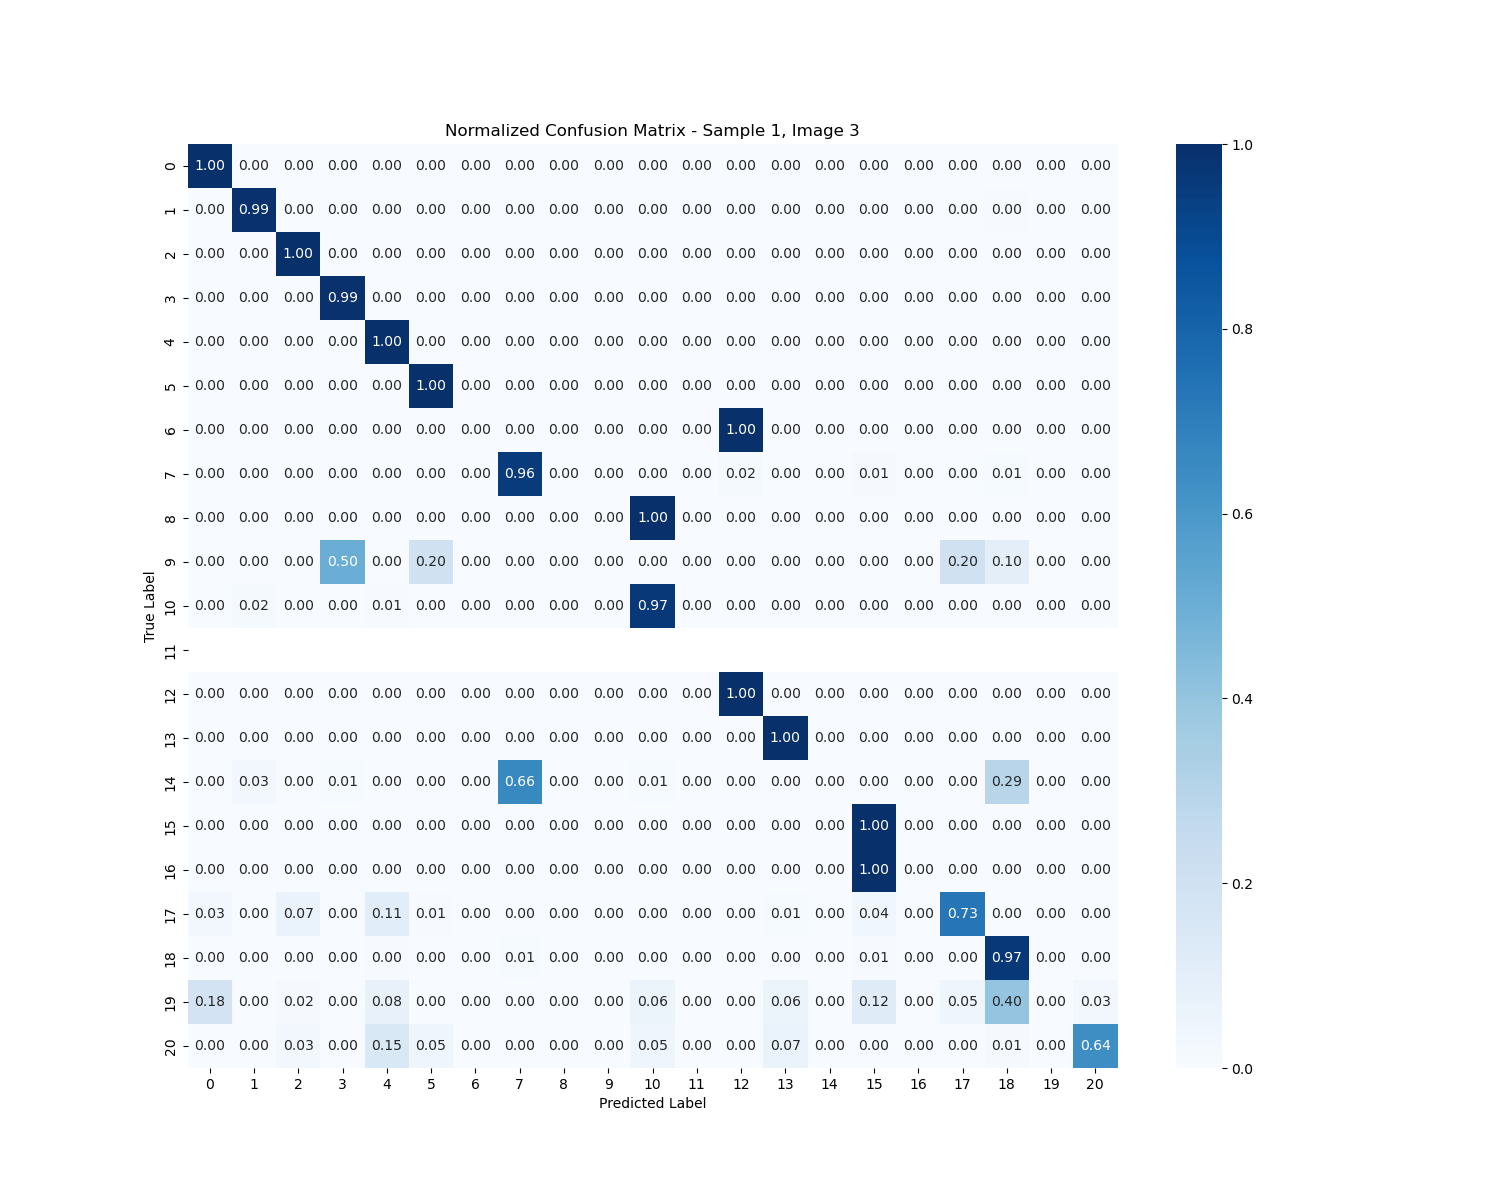 Normalized Confusion Matrix - Sample 1, Image 3
0 1.00 0.00 0.00 0.00 0.00 0.00 0.00 0.00 0.00 0.00 0.00 0.00 0.00 0.00 0.00 0.00 0.00 0.00 0.00 0.00 0.00
1 0.00 0.99 0.00 0.00 0.00 0.00 0.00 0.00 0.00 0.00 0.00 0.00 0.00 0.00 0.00 0.00 0.00 0.00 0.00 0.00 0.00
2 0.00 0.00 1.00 0.00 0.00 0.00 0.00 0.00 0.00 0.00 0.00 0.00 0.00 0.00 0.00 0.00 0.00 0.00 0.00 0.00 0.00
3 0.00 0.00 0.00 0.99 0.00 0.00 0.00 0.00 0.00 0.00 0.00 0.00 0.00 0.00 0.00 0.00 0.00 0.00 0.00 0.00 0.00
4 0.00 0.00 0.00 0.00 1.00 0.00 0.00 0.00 0.00 0.00 0.00 0.00 0.00 0.00 0.00 0.00 0.00 0.00 0.00 0.00 0.00
5 0.00 0.00 0.00 0.00 0.00 1.00 0.00 0.00 0.00 0.00 0.00 0.00 0.00 0.00 0.00 0.00 0.00 0.00 0.00 0.00 0.00
6 0.00 0.00 0.00 0.00 0.00 0.00 0.00 0.00 0.00 0.00 0.00 0.00 1.00 0.00 0.00 0.00 0.00 0.00 0.00 0.00 0.00
7 0.00 0.00 0.00 0.00 0.00 0.00 0.00 0.96 0.00 0.00 0.00 0.00 0.02 0.00 0.00 0.01 0.00 0.00 0.01 0.00 0.00
8 0.00 0.00 0.00 0.00 0.00 0.00 0.00 0.00 0.00 0.00 1.00 0.00 0.00 0.00 0.00 0.00 0.00 0.00 0.00 0.00 0.00
9 0.00 0.00 0.00 0.50 0.00 0.20 0.00 0.00 0.00 0.00 0.00 0.00 0.00 0.00 0.00 0.00 0.00 0.20 0.10 0.00 0.00
10 0.00 0.02 0.00 0.00 0.01 0.00 0.00 0.00 0.00 0.00 0.97 0.00 0.00 0.00 0.00 0.00 0.00 0.00 0.00 0.00 0.00
11
12 0.00 0.00 0.00 0.00 0.00 0.00 0.00 0.00 0.00 0.00 0.00 0.00 1.00 0.00 0.00 0.00 0.00 0.00 0.00 0.00 0.00
13 0.00 0.00 0.00 0.00 0.00 0.00 0.00 0.00 0.00 0.00 0.00 0.00 0.00 1.00 0.00 0.00 0.00 0.00 0.00 0.00 0.00
14 0.00 0.03 0.00 0.01 0.00 0.00 0.00 0.66 0.00 0.00 0.01 0.00 0.00 0.00 0.00 0.00 0.00 0.00 0.29 0.00 0.00
15 0.00 0.00 0.00 0.00 0.00 0.00 0.00 0.00 0.00 0.00 0.00 0.00 0.00 0.00 0.00 1.00 0.00 0.00 0.00 0.00 0.00
16 0.00 0.00 0.00 0.00 0.00 0.00 0.00 0.00 0.00 0.00 0.00 0.00 0.00 0.00 0.00 1.00 0.00 0.00 0.00 0.00 0.00
17 0.03 0.00 0.07 0.00 0.11 0.01 0.00 0.00 0.00 0.00 0.00 0.00 0.00 0.01 0.00 0.04 0.00 0.73 0.00 0.00 0.00
18 0.00 0.00 0.00 0.00 0.00 0.00 0.00 0.01 0.00 0.00 0.00 0.00 0.00 0.00 0.00 0.01 0.00 0.00 0.97 0.00 0.00
19 0.18 0.00 0.02 0.00 0.08 0.00 0.00 0.00 0.00 0.00 0.06 0.00 0.00 0.06 0.00 0.12 0.00 0.05 0.40 0.00 0.03
20 0.00 0.00 0.03 0.00 0.15 0.05 0.00 0.00 0.00 0.00 0.05 0.00 0.00 0.07 0.00 0.00 0.00 0.00 0.01 0.00 0.64
0 1 2 3 4 5 6 7 8 9 10 11 12 13 14 15 16 17 18 19 20
Predicted Label
True Label
1.0
0.8
0.6
0.4
0.2
0.0